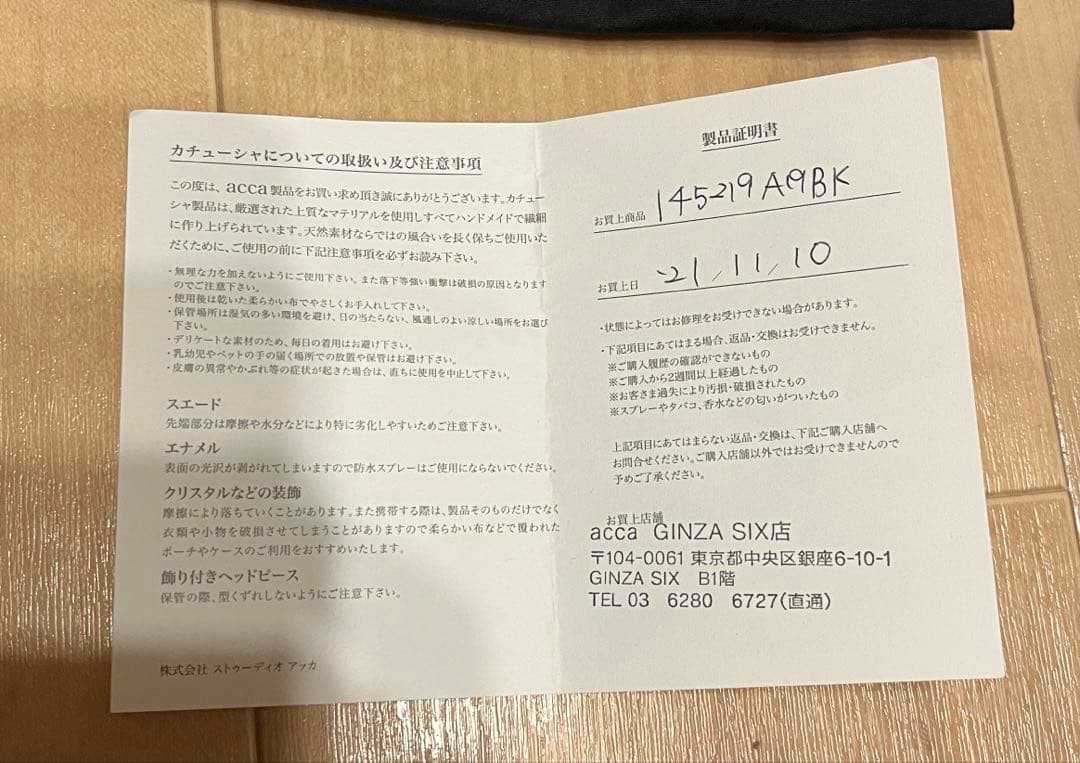 カチューシャについての取扱い及び注意事項
この度は、acca製品をお買い求め頂き誠にありがとうございます。カチュー
シャ製品は、厳選された上質なマテリアルを使用しすべてハンドメイドで繊細
に作り上げられています。天然素材ならではの風合いを長く保ちご使用いた
だくために、ご使用の前に下記注意事項を必ずお読み下さい。
・無理な力を加えないようにご使用下さい。また落下等強い衝撃は破損の原因となります
のでご注意下さい。
・使用後は乾いた柔らかい布でやさしくお手入れして下さい。
・保管場所は湿気の多い環境を避け、日の当たらない、風通しのよい涼しい場所をお選び
下さい。
・デリケートな素材のため、毎日の着用はお避け下さい。
・乳幼児やペットの手の届く場所での放置や保管はお避け下さい。
・皮膚の異常やかぶれ等の症状が起きた場合は、直ちに使用を中止して下さい。
スエード
先端部分は摩擦や水分などにより特に劣化しやすいためご注意下さい。
エナメル
表面の光沢が剥がれてしまいますので防水スプレーはご使用にならないでください。
クリスタルなどの装飾
摩擦により落ちていくことがあります。また携帯する際は、製品そのものだけでなく
衣類や小物を破損させてしまうことがありますので柔らかい布などで覆われた
ポーチやケースのご利用をおすすめいたします。
飾り付きヘッドピース
保管の際、型くずれしないようにご注意下さい。
株式会社 ストゥーディオ アッカ
製品証明書
お買上商品 145219A9BK
お買上日 '21,11,10
・状態によってはお修理をお受けできない場合があります。
・下記項目にあてはまる場合、返品・交換はお受けできません。
※ご購入履歴の確認ができないもの
※ご購入から2週間以上経過したもの
※お客さま過失により汚損・破損されたもの
※スプレーやタバコ、香水などの匂いがついたもの
上記項目にあてはまらない返品・交換は、下記ご購入店舗へ
お問合せください。ご購入店舗以外ではお受けできませんので
予めご了承ください。
お買上店舗
acca GINZA SIX店
〒104-0061 東京都中央区銀座6-10-1
GINZA SIX B1階
TEL 03 6280 6727(直通)